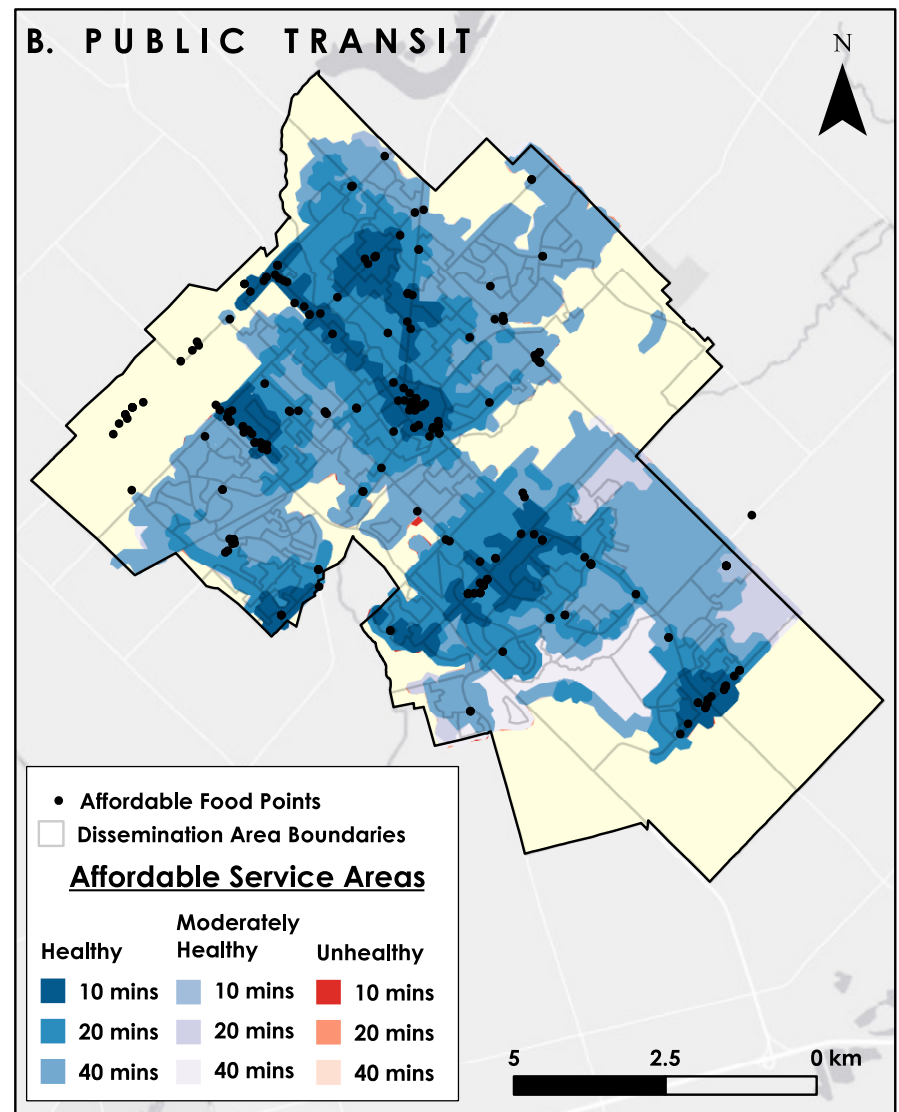 B. PUBLIC TRANSIT
N
Affordable Food Points
Dissemination Area Boundaries
Affordable Service Areas
Healthy
Moderately
Healthy
Unhealthy
10 mins 10 mins 10 mins
20 mins 20 mins 20 mins
40 mins 40 mins 40 mins
5 2.5 0 km